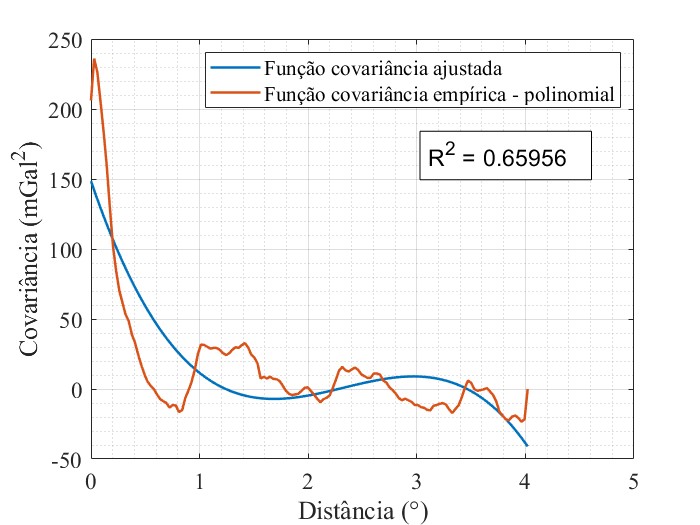 250
200
150
100
50
0
-50
0
1
2
3
4
5
Covariância (mGal²)
Distância (°)
Função covariância ajustada
Função covariância empírica - polinomial
R² = 0.65956